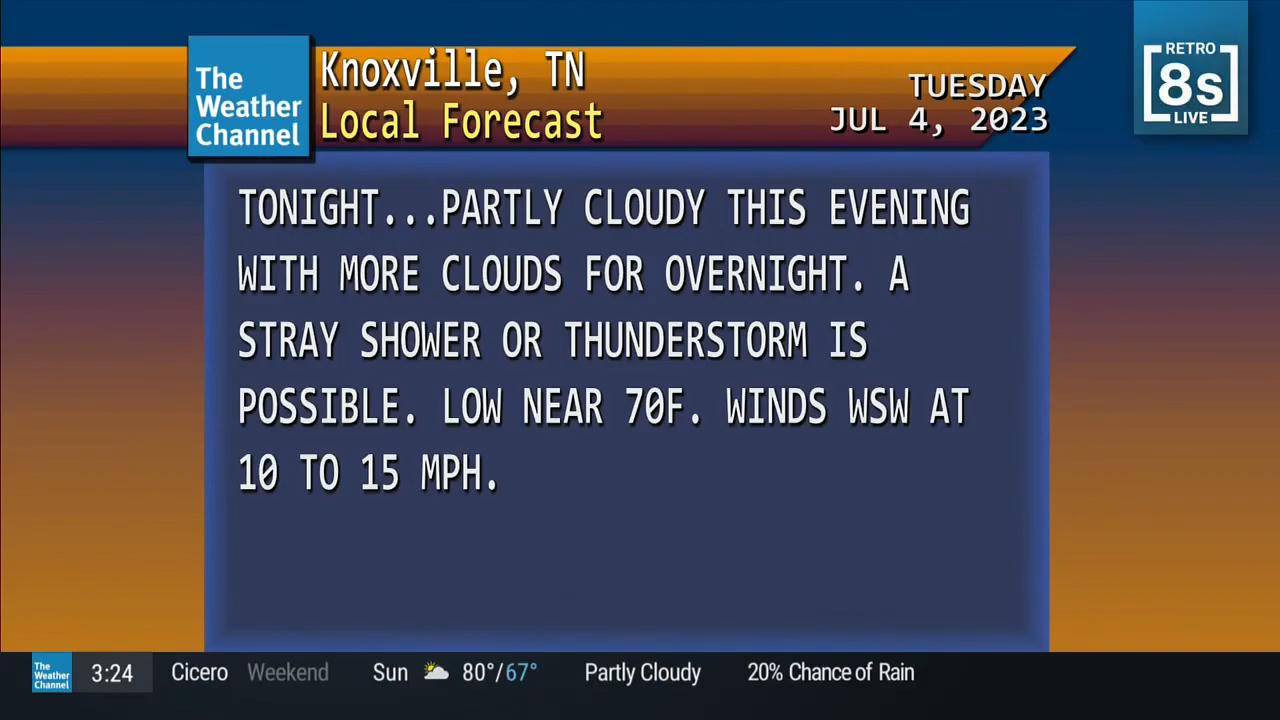 The
Weather
Channel
Knoxville, TN
Local Forecast
TUESDAY
JUL 4, 2023
RETRO
8s
LIVE
TONIGHT...PARTLY CLOUDY THIS EVENING
WITH MORE CLOUDS FOR OVERNIGHT. A
STRAY SHOWER OR THUNDERSTORM IS
POSSIBLE. LOW NEAR 70F. WINDS WSW AT
10 TO 15 MPH.
The
Weather
Channel
3:24 Cicero Weekend Sun 80°/67° Partly Cloudy 20% Chance of Rain